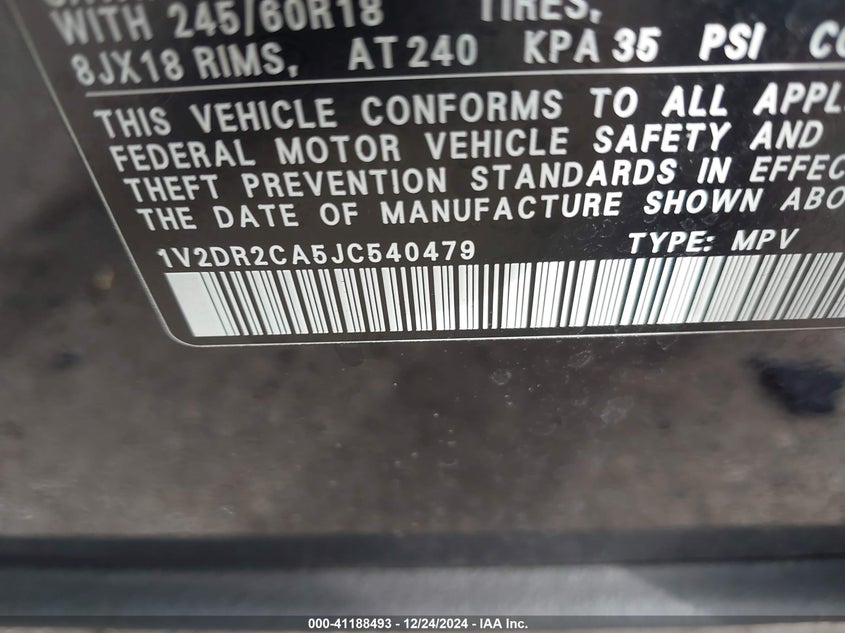 WITH 245/60R18 TIRES,
8JX18 RIMS, AT 240 KPA 35 PSI
THIS VEHICLE CONFORMS TO ALL
FEDERAL MOTOR VEHICLE SAFETY AND
THEFT PREVENTION STANDARDS IN
THE DATE OF MANUFACTURE SHOWN
1V2DR2CA5JC540479 TYPE: MPV
000-41188493 - 12/24/2024 - IAA Inc.